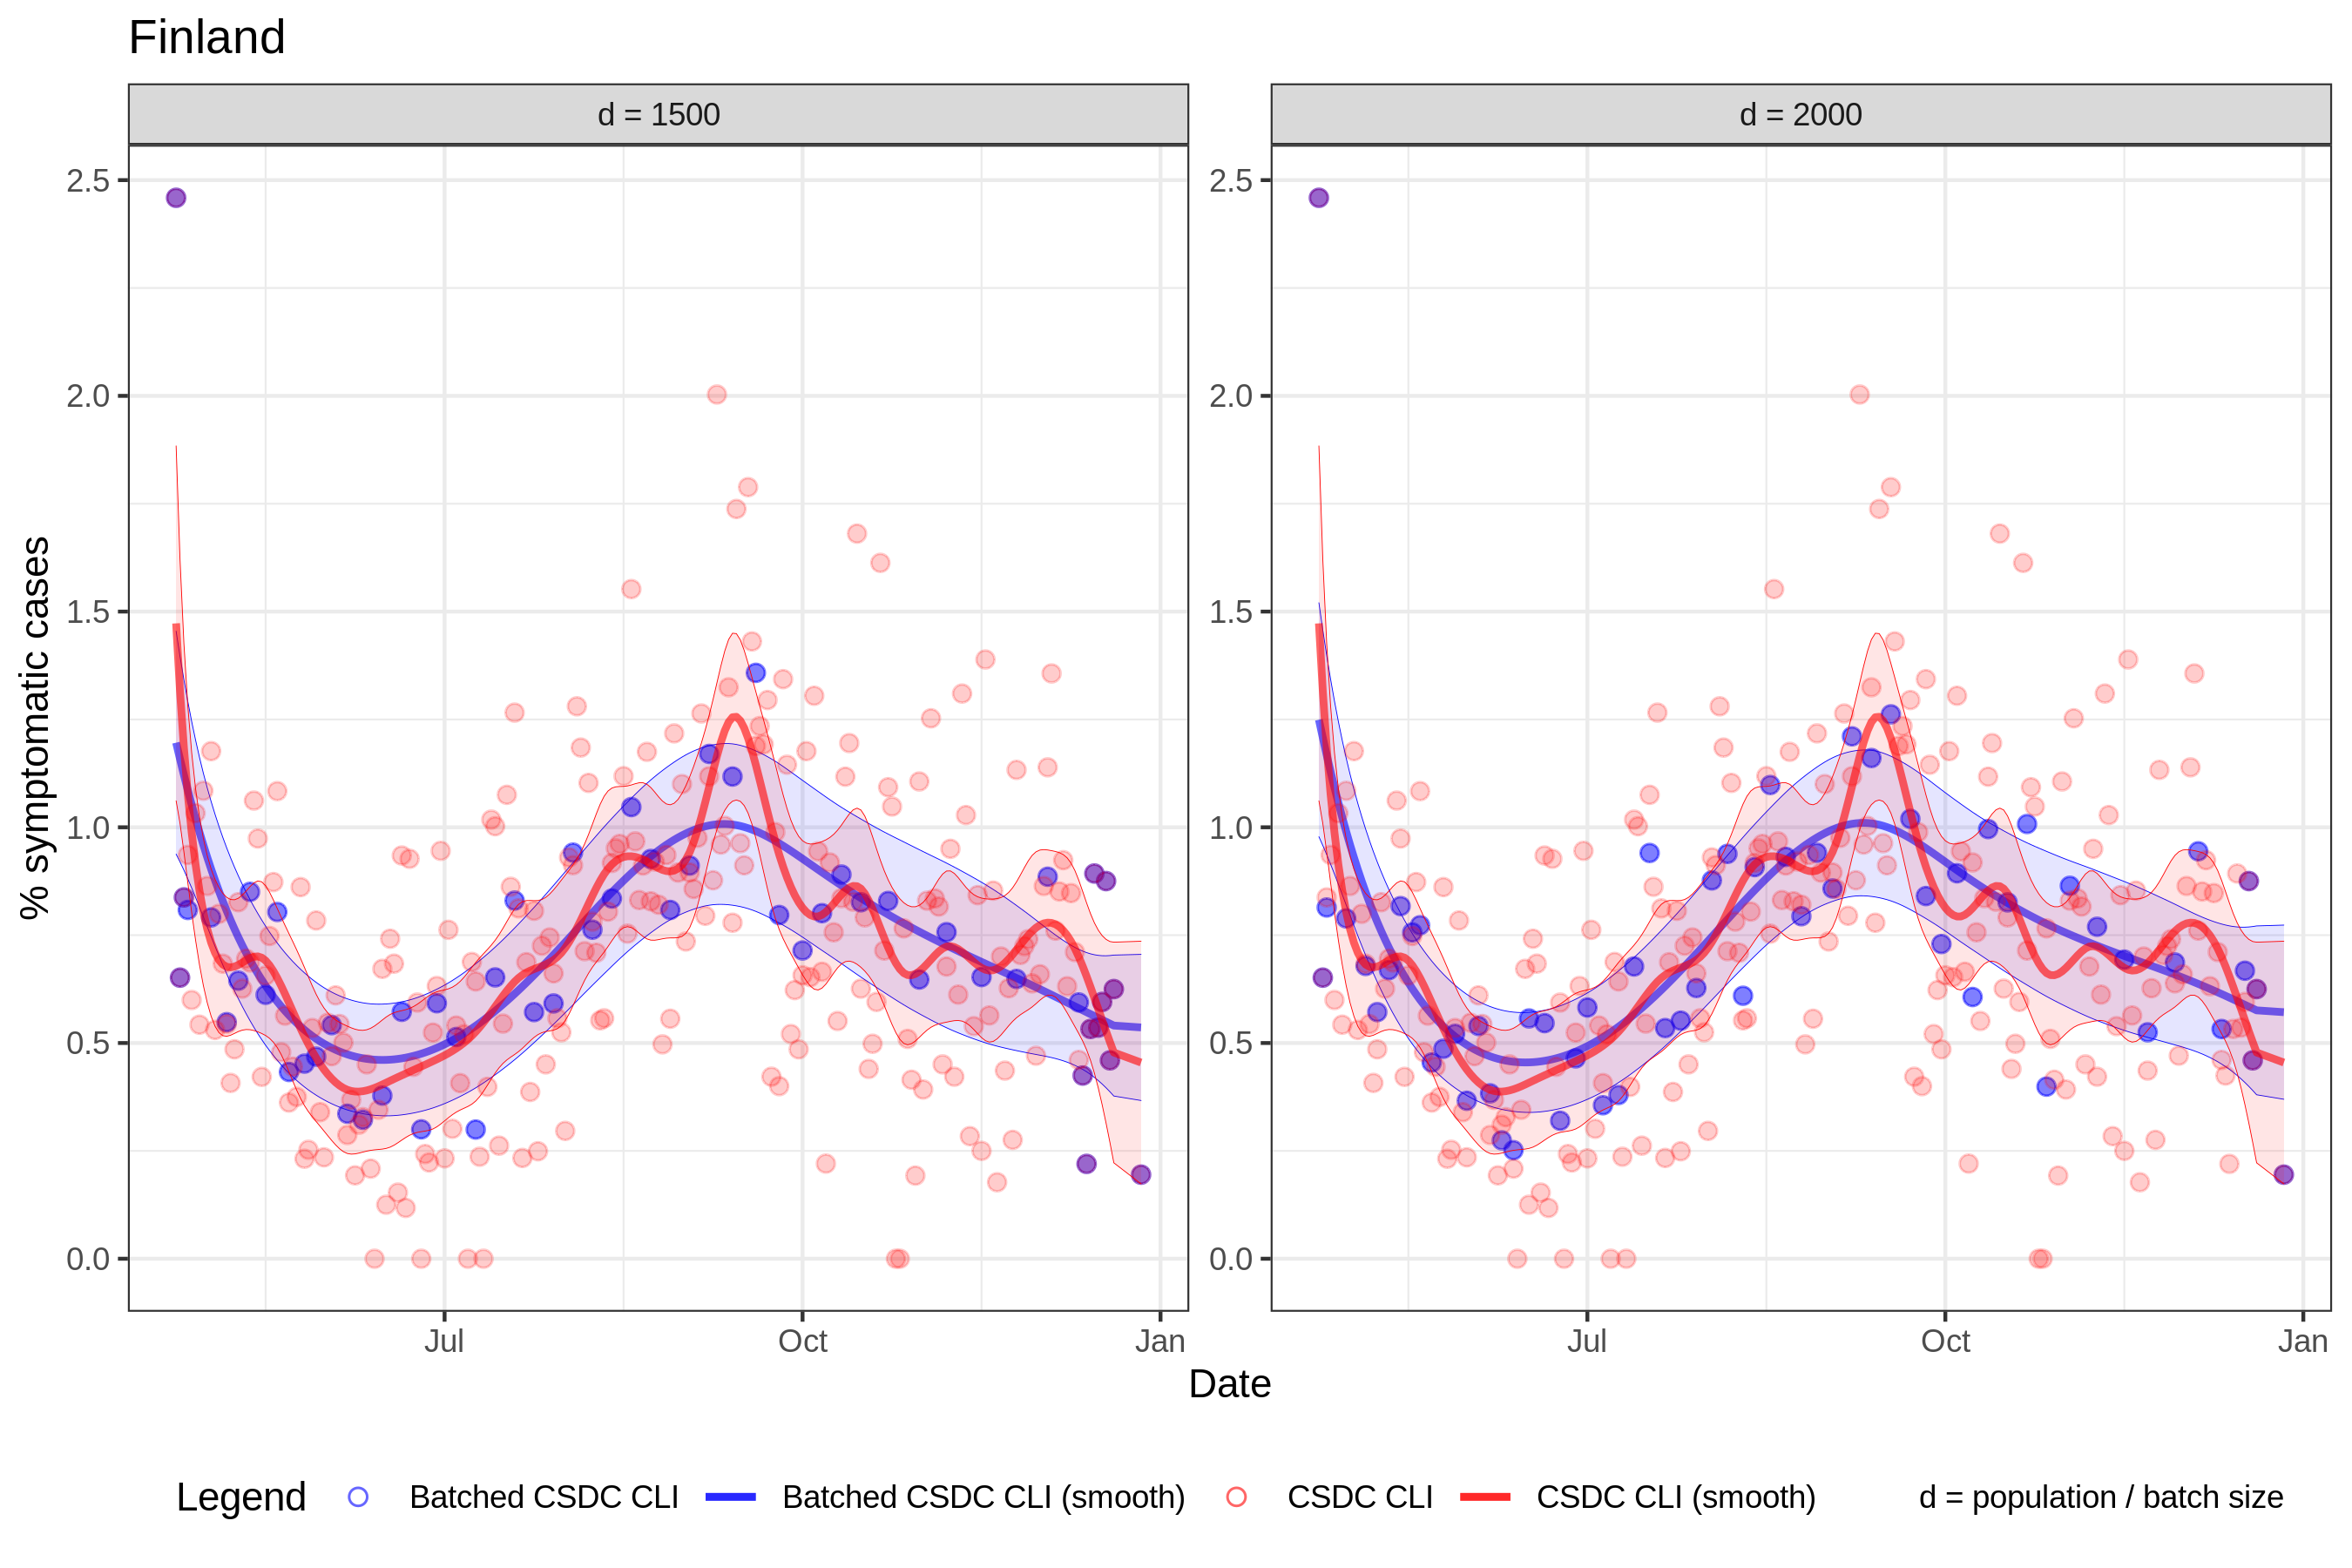 Finland
d = 1500
d = 2000
% symptomatic cases
2.5
2.0
1.5
1.0
0.5
0.0
2.5
2.0
1.5
1.0
0.5
0.0
Jul
Oct
Jan
Jul
Oct
Jan
Date
Legend
Batched CSDC CLI
Batched CSDC CLI (smooth)
CSDC CLI
CSDC CLI (smooth)
d = population / batch size